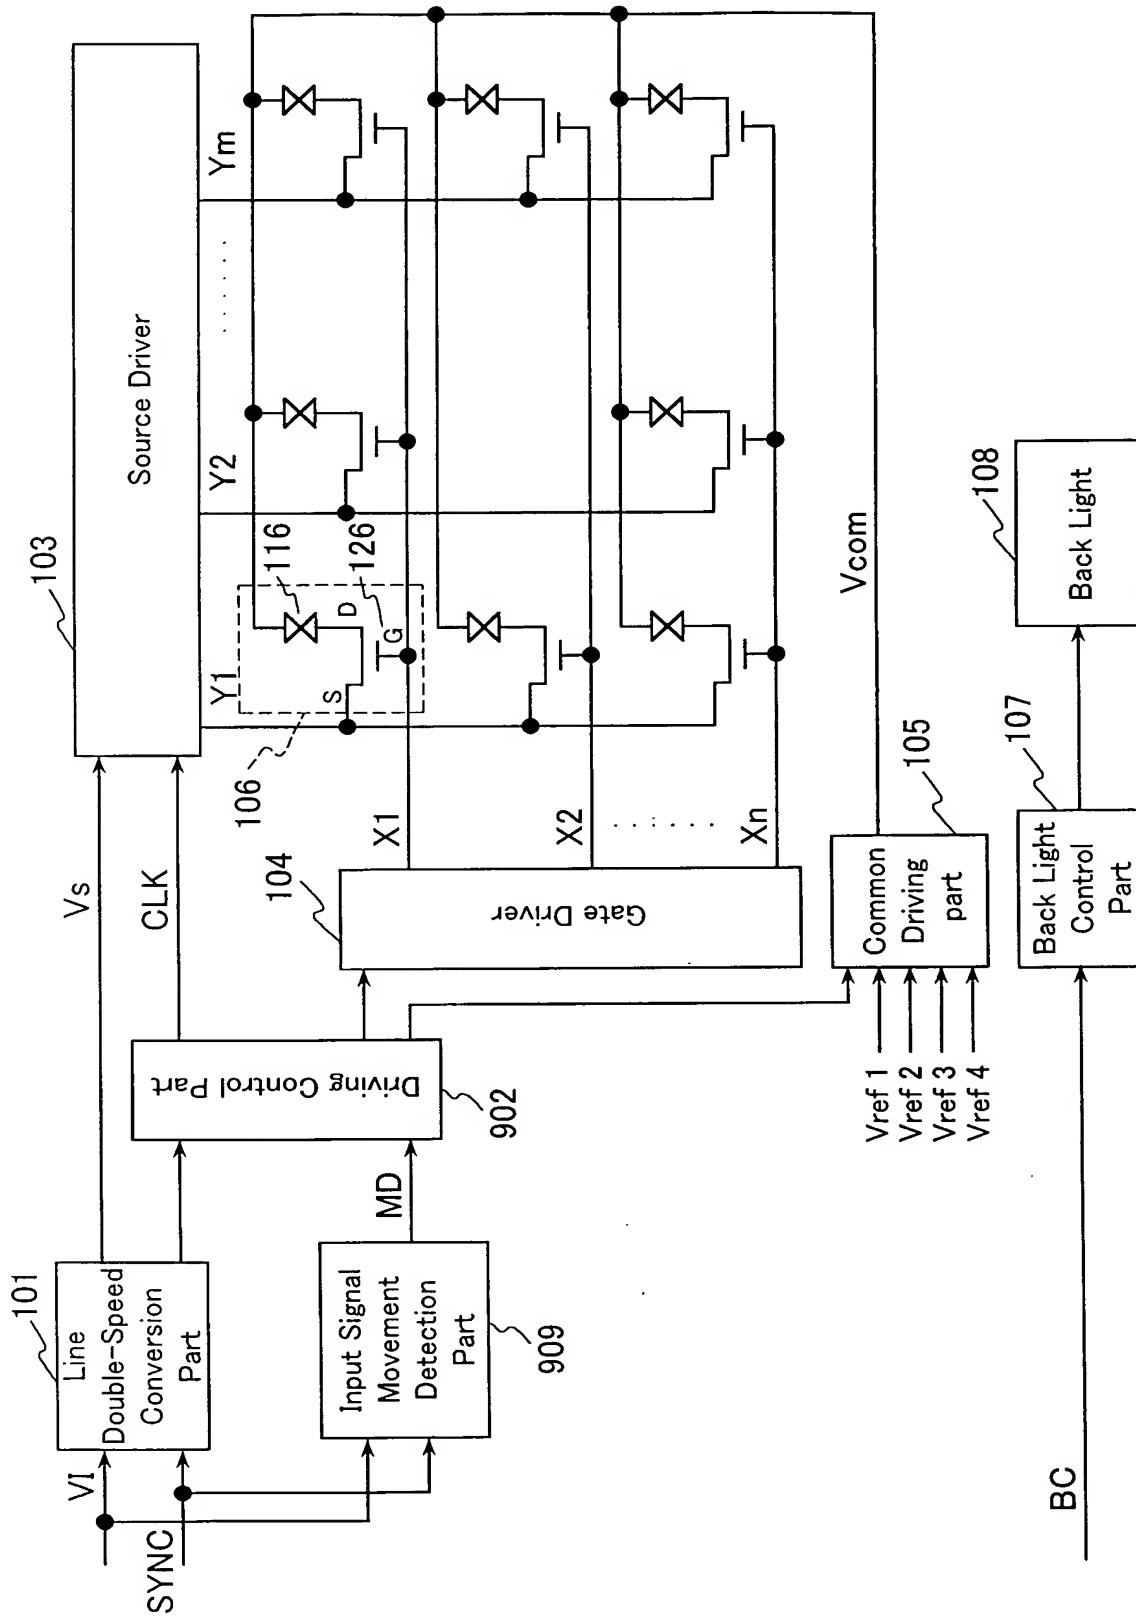 VI
SYNC
101
Line
Double-Speed
Conversion
Part
Input Signal
Movement
Detection
Part
909
MD
Driving Control Part
902
Vs
CLK
103
Source Driver
104
Gate Driver
Y1
Y2
. . . . . .
Ym
106
116
126
S
D
G
X1
X2
. . . . . .
Xn
Vcom
105
Common
Driving
part
Vref 1
Vref 2
Vref 3
Vref 4
BC
107
Back Light
Control
Part
108
Back Light